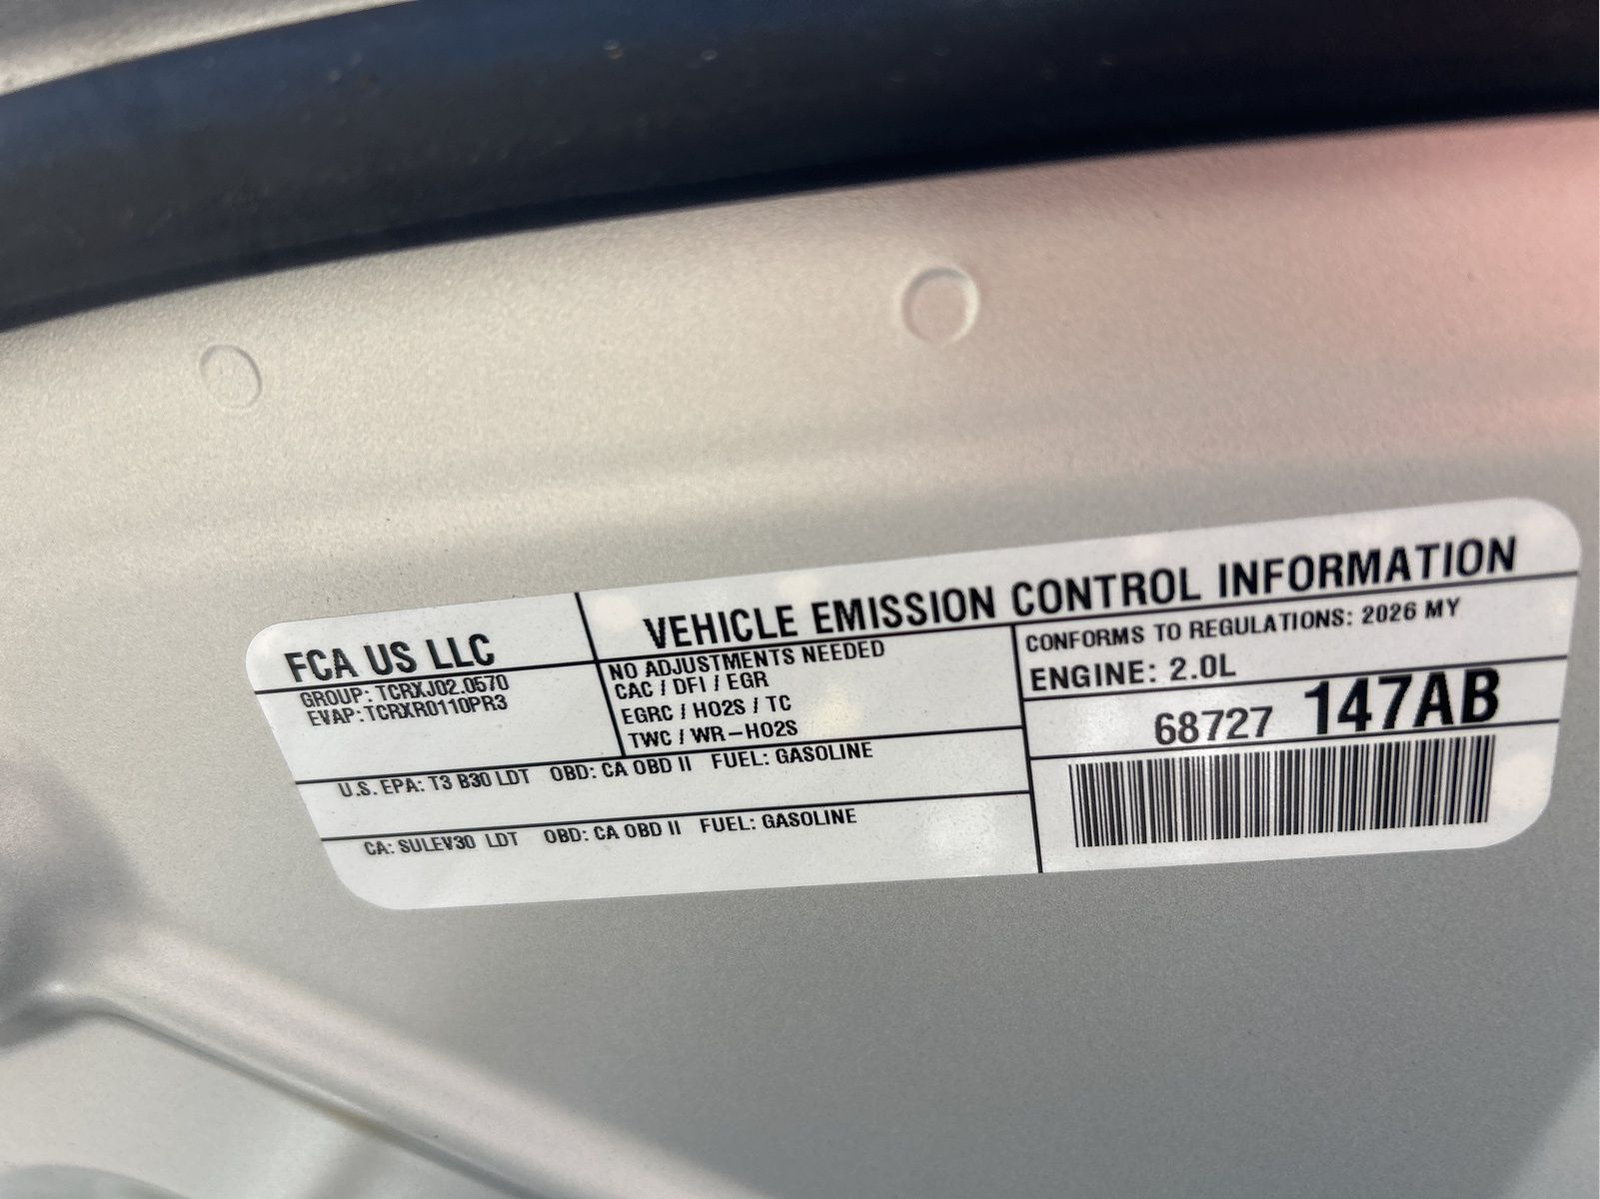 FCA US LLC
GROUP: TCRXJ02.0570
EVAP:TCRXR0110PR3
VEHICLE EMISSION CONTROL INFORMATION
NO ADJUSTMENTS NEEDED
CAC / DFI / EGR
EGRC / HO2S / TC
TWC / WR-HO2S
CONFORMS TO REGULATIONS: 2026 MY
ENGINE: 2.0L
68727 147AB
U.S. EPA: T3 B30 LDT OBD: CA OBD II FUEL: GASOLINE
CA: SULEV30 LDT OBD: CA OBD II FUEL: GASOLINE